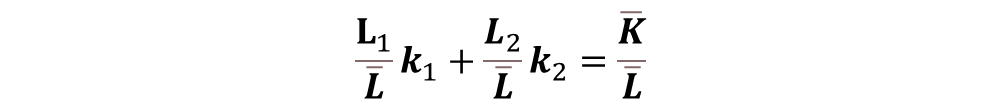 L₁/L̅ k₁ + L₂/L̅ k₂ = K̅/L̅